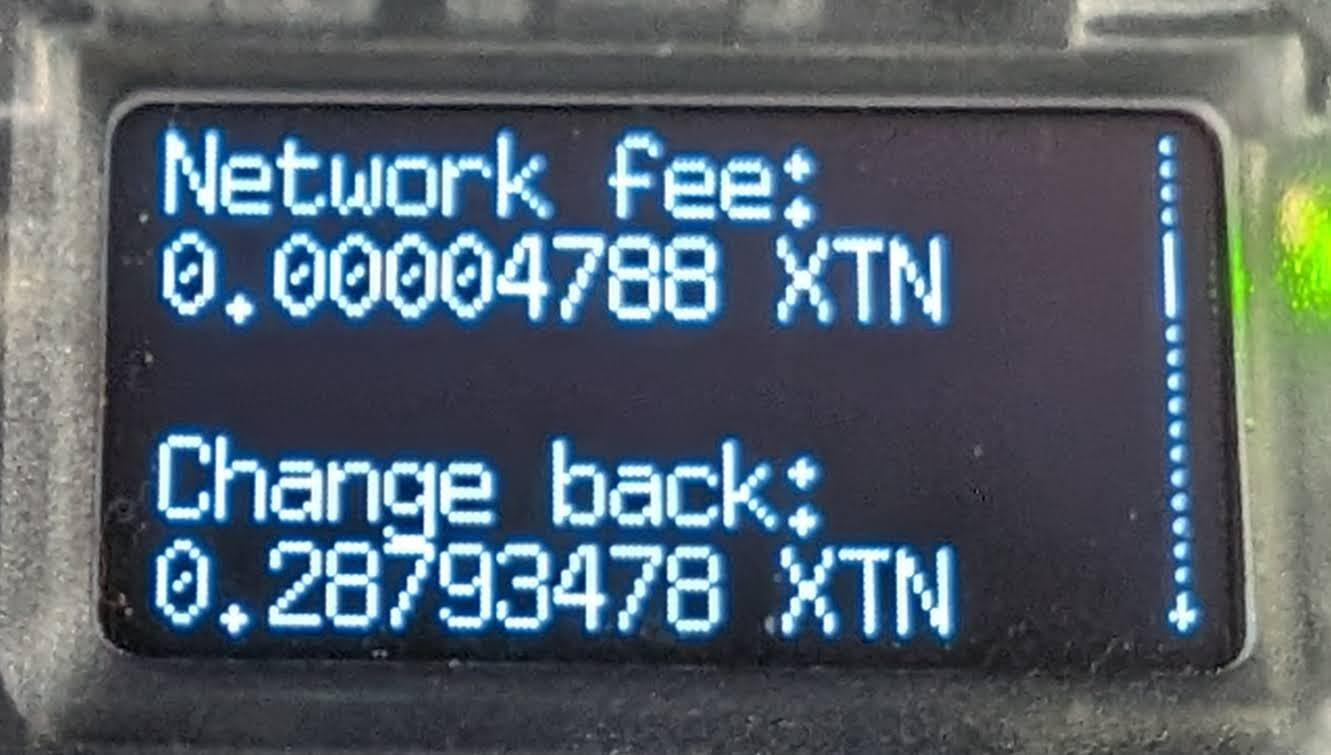 Network fee:
0.00004788 XTN
Change back:
0.28793478 XTN